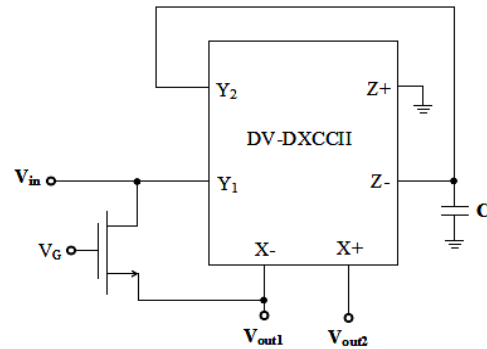 Y₂
Z+
DV-DXCCII
Vin
Y₁
Z-
C
VG
X-
X+
Vout1
Vout2